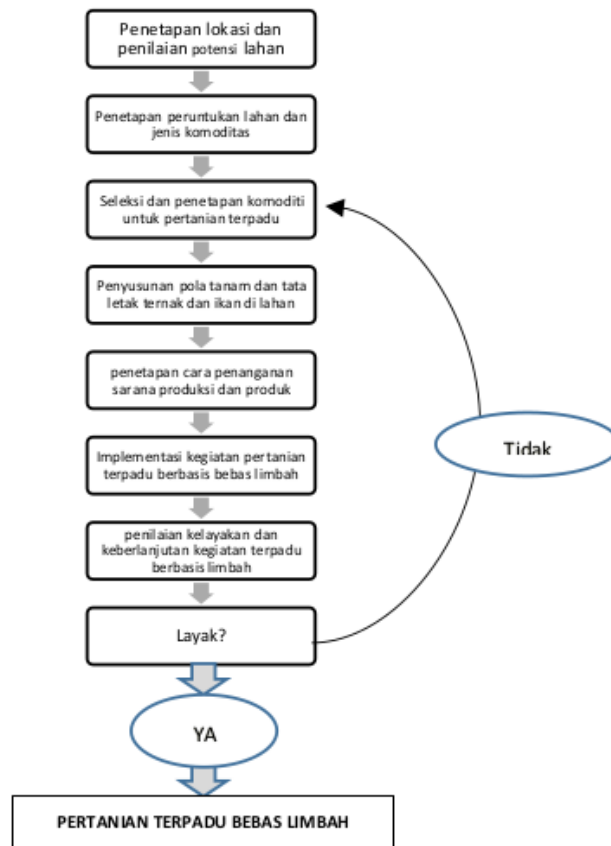 Penetapan lokasi dan
penilaian potensi lahan
Penetapan peruntukan lahan dan
jenis komoditas
Seleksi dan penetapan komoditi
untuk pertanian terpadu
Penyusunan pola tanam dan tata
letak ternak dan ikan di lahan
penetapan cara penanganan
sarana produksi dan produk
Implementasi kegiatan pertanian
terpadu berbasis bebas limbah
penilaian kelayakan dan
keberlanjutan kegiatan terpadu
berbasis limbah
Layak?
Tidak
YA
PERTANIAN TERPADU BEBAS LIMBAH